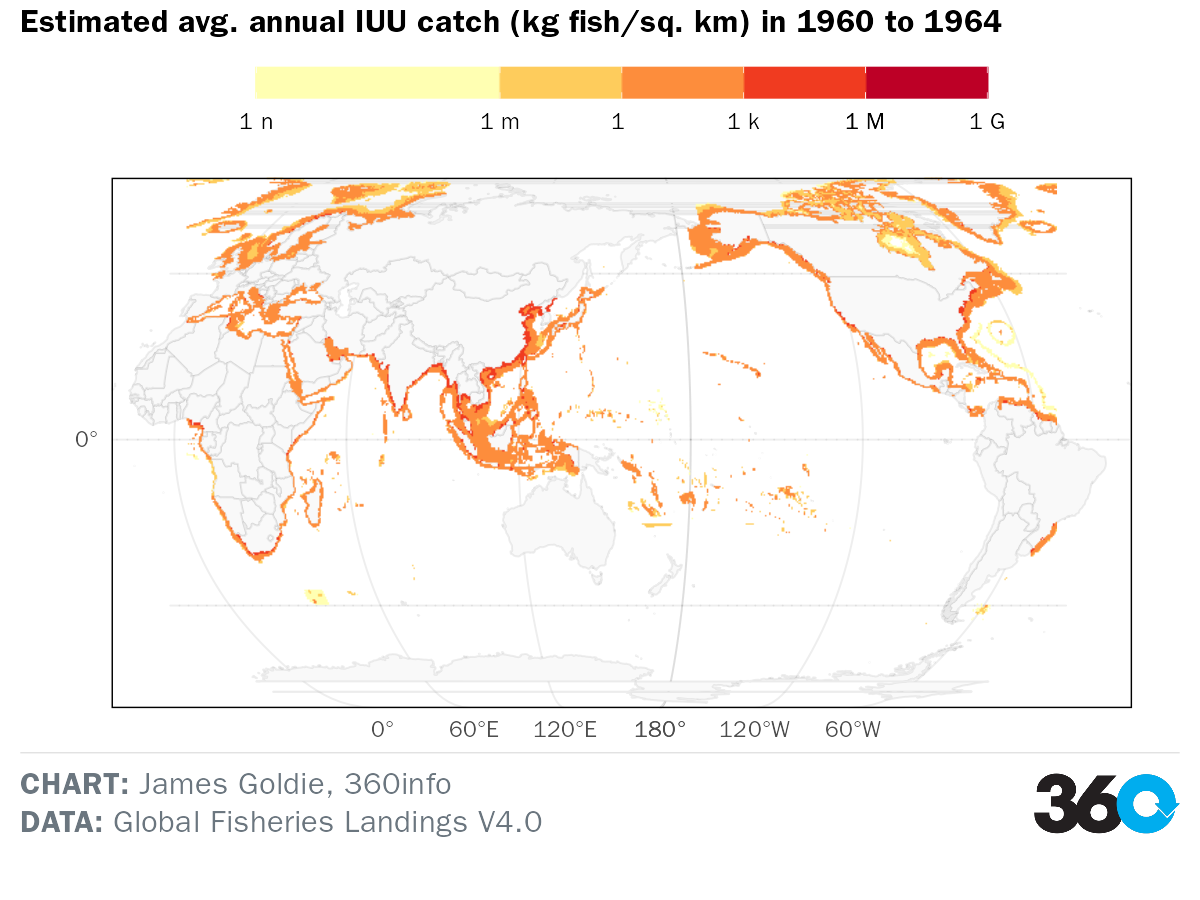 Estimated avg. annual IUU catch (kg fish/sq. km) in 1960 to 1964
1 n 1 m 1 1 k 1 M 1 G
0°
0° 60°E 120°E 180° 120°W 60°W
CHART: James Goldie, 360info
DATA: Global Fisheries Landings V4.0
360